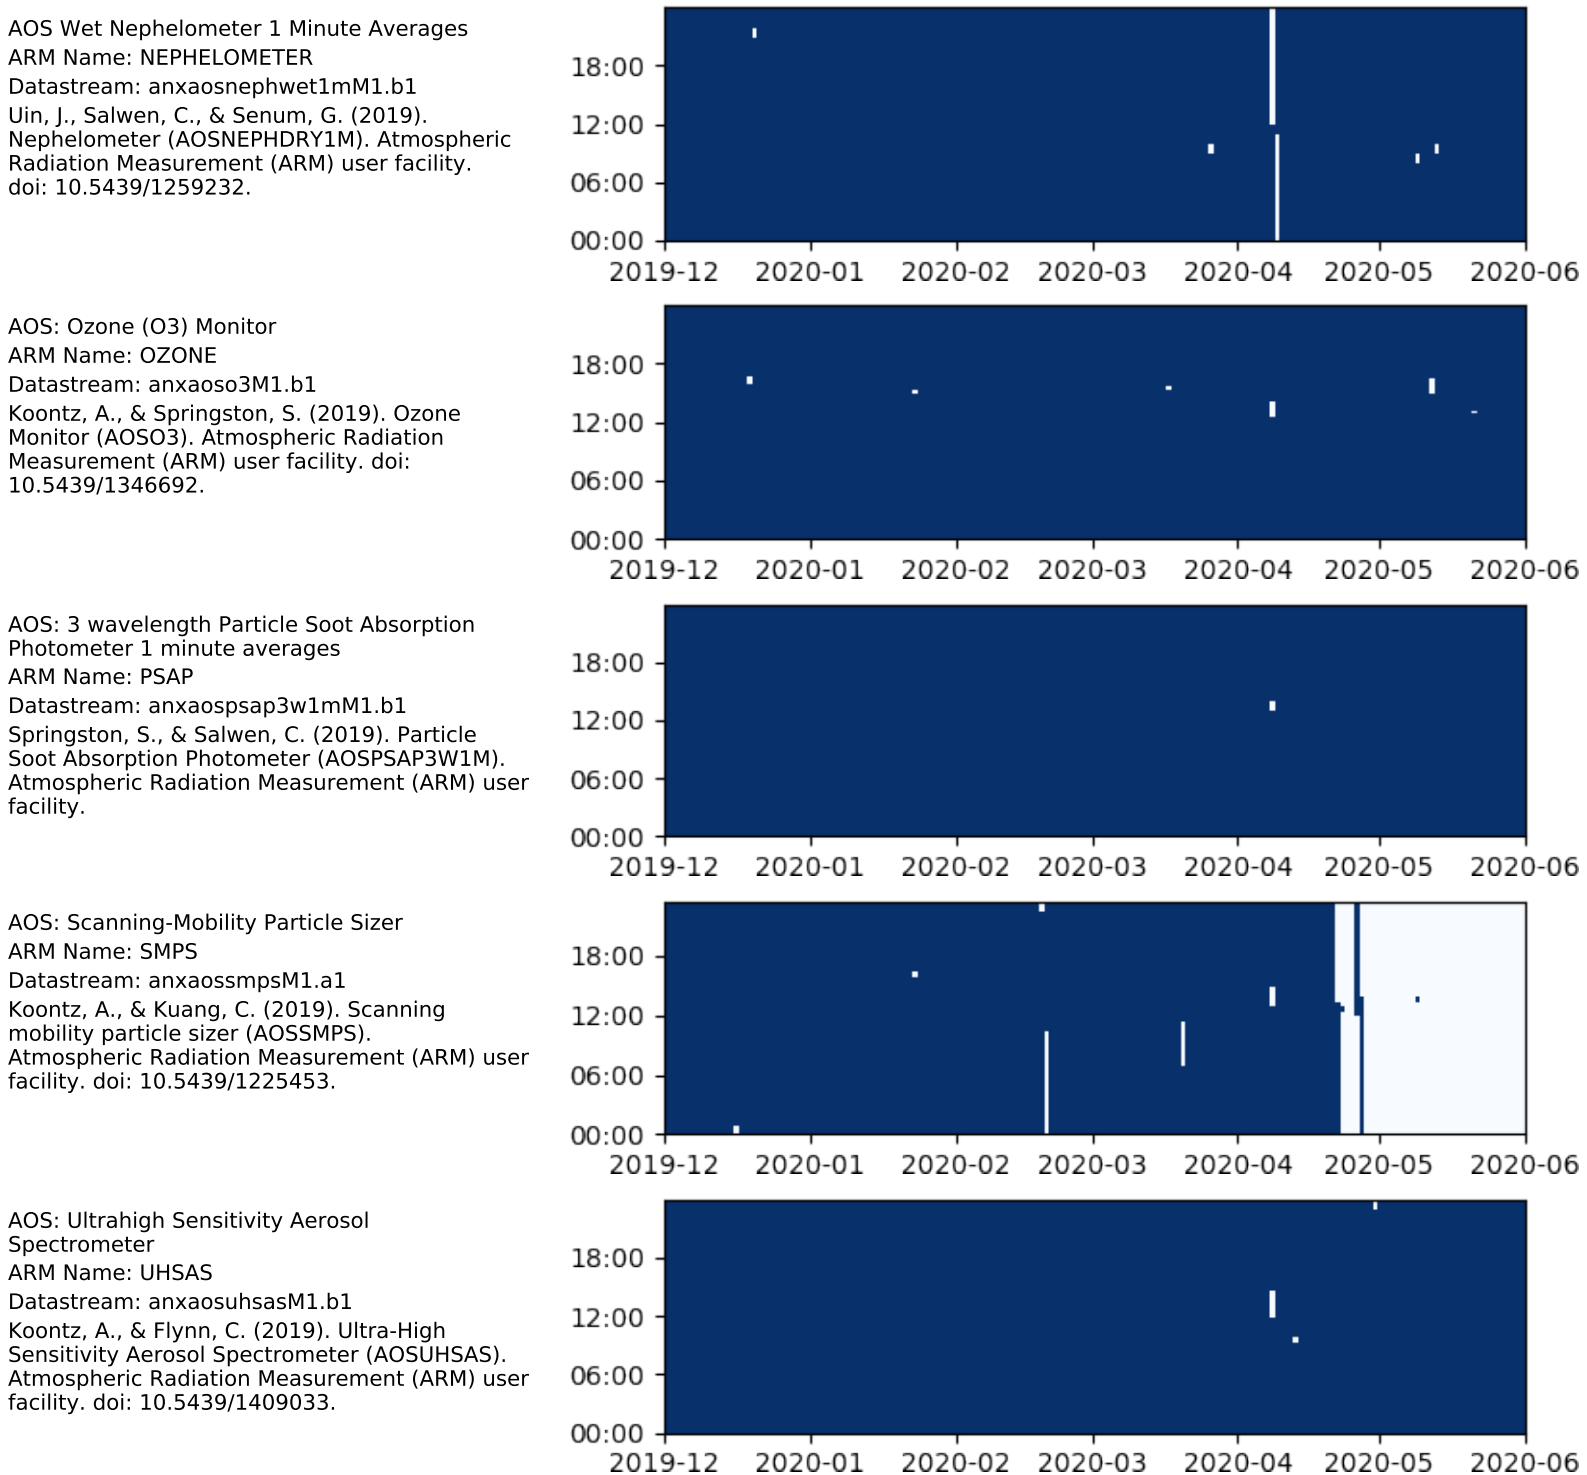 AOS Wet Nephelometer 1 Minute Averages
ARM Name: NEPHELOMETER
Datastream: anxaosnephwet1mM1.b1
Uin, J., Salwen, C., & Senum, G. (2019).
Nephelometer (AOSNEPHDRY1M). Atmospheric
Radiation Measurement (ARM) user facility.
doi: 10.5439/1259232.
18:00
12:00
06:00
00:00
2019-12 2020-01 2020-02 2020-03 2020-04 2020-05 2020-06
AOS: Ozone (O3) Monitor
ARM Name: OZONE
Datastream: anxaoso3M1.b1
Koontz, A., & Springston, S. (2019). Ozone
Monitor (AOSO3). Atmospheric Radiation
Measurement (ARM) user facility. doi:
10.5439/1346692.
18:00
12:00
06:00
00:00
2019-12 2020-01 2020-02 2020-03 2020-04 2020-05 2020-06
AOS: 3 wavelength Particle Soot Absorption
Photometer 1 minute averages
ARM Name: PSAP
Datastream: anxaospsap3w1mM1.b1
Springston, S., & Salwen, C. (2019). Particle
Soot Absorption Photometer (AOSPSAP3W1M).
Atmospheric Radiation Measurement (ARM) user
facility.
18:00
12:00
06:00
00:00
2019-12 2020-01 2020-02 2020-03 2020-04 2020-05 2020-06
AOS: Scanning-Mobility Particle Sizer
ARM Name: SMPS
Datastream: anxaossmpsM1.a1
Koontz, A., & Kuang, C. (2019). Scanning
mobility particle sizer (AOSSMPS).
Atmospheric Radiation Measurement (ARM) user
facility. doi: 10.5439/1225453.
18:00
12:00
06:00
00:00
2019-12 2020-01 2020-02 2020-03 2020-04 2020-05 2020-06
AOS: Ultrahigh Sensitivity Aerosol
Spectrometer
ARM Name: UHSAS
Datastream: anxaosuhsasM1.b1
Koontz, A., & Flynn, C. (2019). Ultra-High
Sensitivity Aerosol Spectrometer (AOSUHSAS).
Atmospheric Radiation Measurement (ARM) user
facility. doi: 10.5439/1409033.
18:00
12:00
06:00
00:00
2019-12 2020-01 2020-02 2020-03 2020-04 2020-05 2020-06